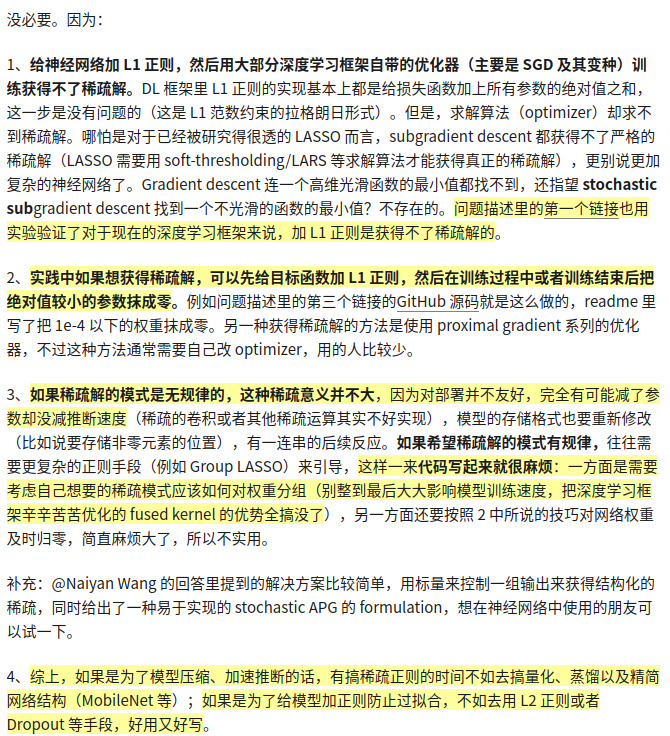 没必要。因为：
1、给神经网络加 L1 正则，然后用大部分深度学习框架自带的优化器（主要是 SGD 及其变种）训
练获得不了稀疏解。DL 框架里 L1 正则的实现基本上都是给损失函数加上所有参数的绝对值之和，
这一步是没有问题的（这是 L1 范数约束的拉格朗日形式）。但是，求解算法（optimizer）却求不
到稀疏解。哪怕是对于已经被研究得很透的 LASSO 而言，subgradient descent 都获得不了严格的
稀疏解（LASSO 需要用 soft-thresholding/LARS 等求解算法才能获得真正的稀疏解），更别说更加
复杂的神经网络了。Gradient descent 连一个高维光滑函数的最小值都找不到，还指望 stochastic
subgradient descent 找到一个不光滑的函数的最小值？不存在的。问题描述里的第一个链接也用
实验验证了对于现在的深度学习框架来说，加 L1 正则是获得不了稀疏解的。
2、实践中如果想获得稀疏解，可以先给目标函数加 L1 正则，然后在训练过程中或者训练结束后把
绝对值较小的参数抹成零。例如问题描述里的第三个链接的GitHub 源码就是这么做的，readme 里
写了把 1e-4 以下的权重抹成零。另一种获得稀疏解的方法是使用 proximal gradient 系列的优化
器，不过这种方法通常需要自己改 optimizer，用的人比较少。
3、如果稀疏解的模式是无规律的，这种稀疏意义并不大，因为对部署并不友好，完全有可能减了参
数却没减推断速度（稀疏的卷积或者其他稀疏运算其实不好实现），模型的存储格式也要重新修改
（比如说要存储非零元素的位置），有一连串的后续反应。如果希望稀疏解的模式有规律，往往需
要更复杂的正则手段（例如 Group LASSO）来引导，这样一来代码写起来就很麻烦：一方面是需要
考虑自己想要的稀疏模式应该如何对权重分组（别整到最后大大影响模型训练速度，把深度学习框
架辛辛苦苦优化的 fused kernel 的优势全搞没了），另一方面还要按照 2 中所说的技巧对网络权重
及时归零，简直麻烦大了，所以不实用。
补充：@Naiyan Wang 的回答里提到的解决方案比较简单，用标量来控制一组输出来获得结构化的
稀疏，同时给出了一种易于实现的 stochastic APG 的 formulation，想在神经网络中使用的朋友可
以试一下。
4、综上，如果是为了模型压缩、加速推断的话，有搞稀疏正则的时间不如去搞量化、蒸馏以及精简
网络结构（MobileNet 等）；如果是为了给模型加正则防止过拟合，不如去用 L2 正则或者
Dropout 等手段，好用又好写。